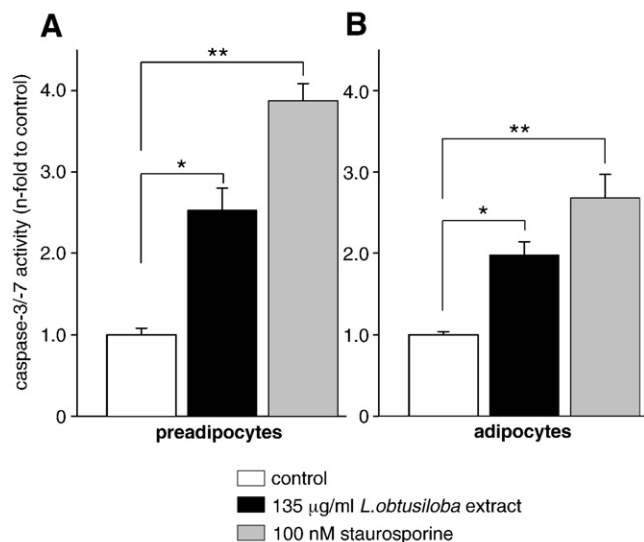 A
B
caspase-3/-7 activity (n-fold to control)
4.0
3.0
2.0
1.0
0
**
*
preadipocytes
4.0
3.0
2.0
1.0
0
**
*
adipocytes
control
135 μg/ml L.obtusiloba extract
100 nM staurosporine